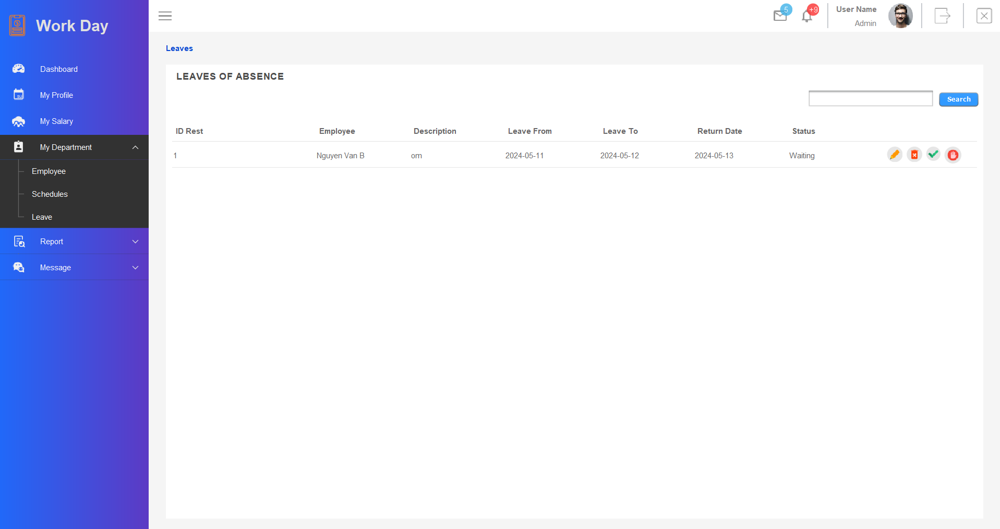 Work Day
5
+9
User Name
Admin
Dashboard
My Profile
My Salary
My Department
Employee
Schedules
Leave
Report
Message
Leaves
LEAVES OF ABSENCE
Search
ID Rest Employee Description Leave From Leave To Return Date Status
1 Nguyen Van B om 2024-05-11 2024-05-12 2024-05-13 Waiting